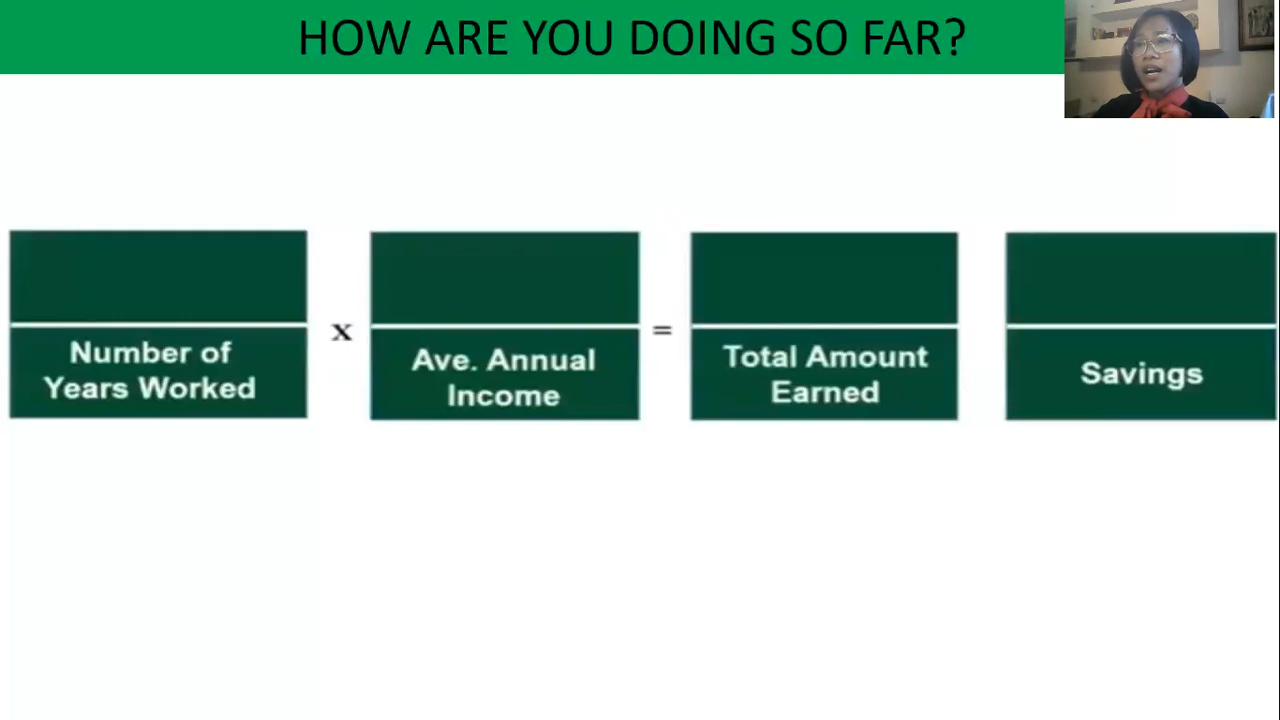 HOW ARE YOU DOING SO FAR?
Number of
Years Worked
x
Ave. Annual
Income
=
Total Amount
Earned
Savings